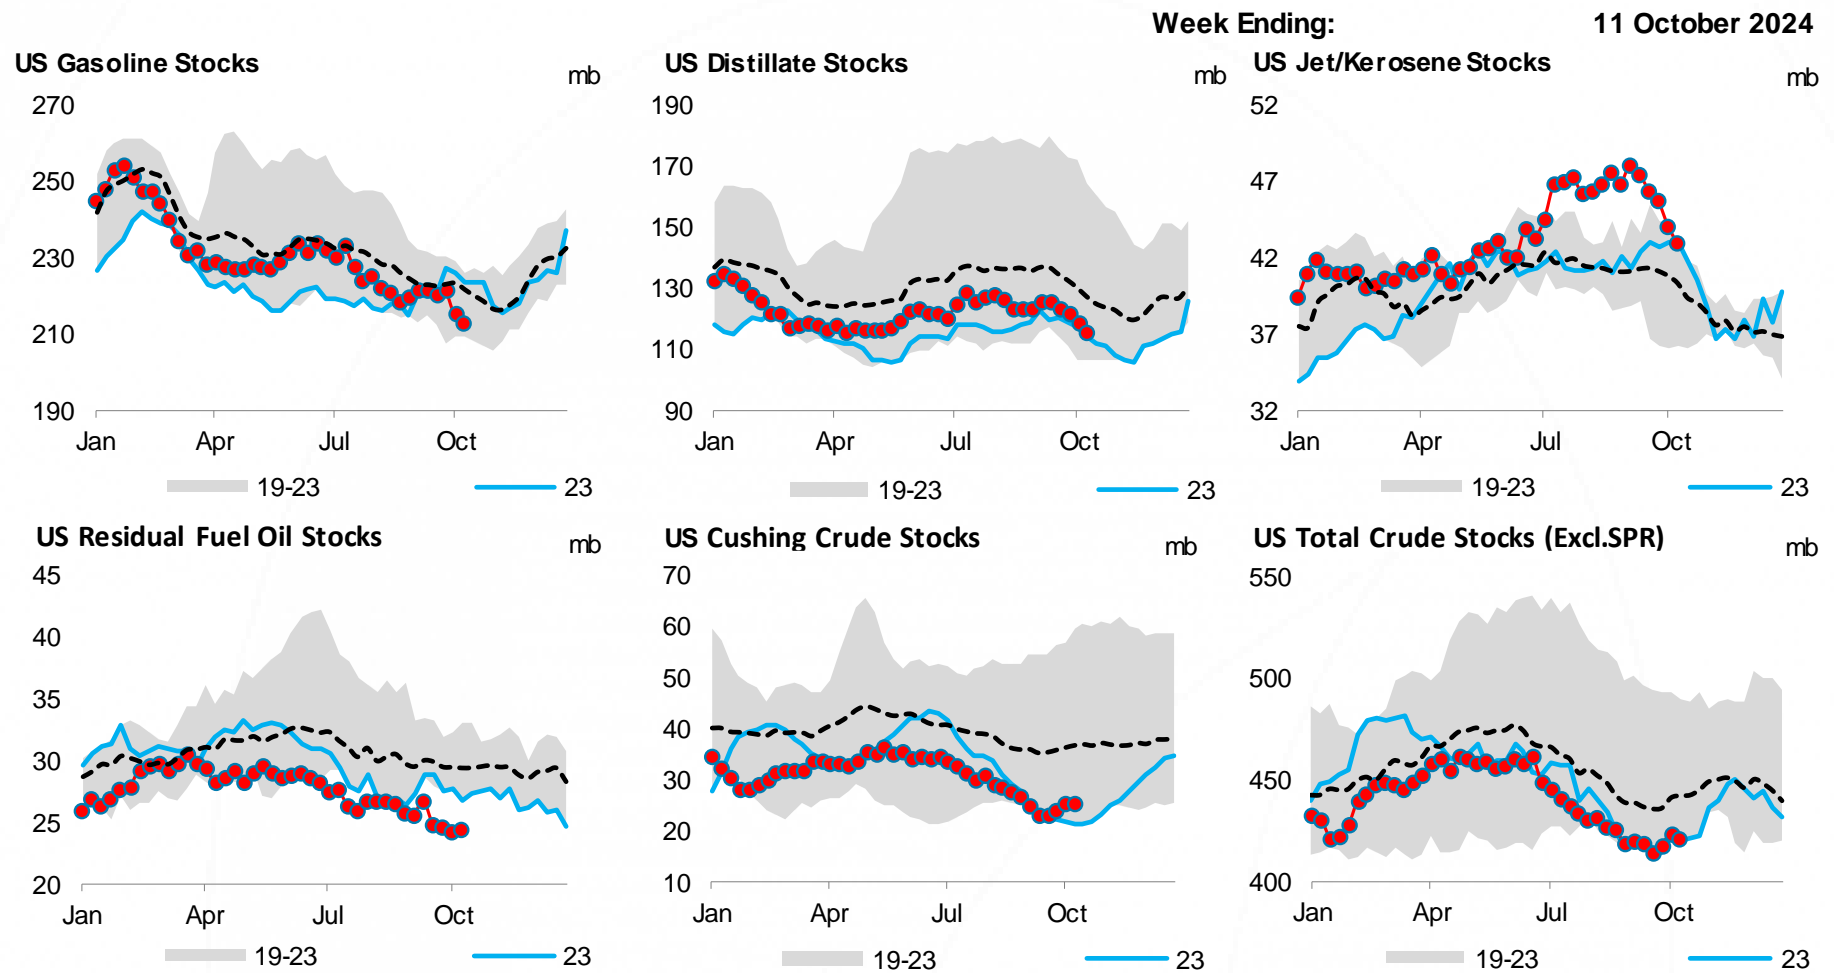 Week Ending: 11 October 2024
US Gasoline Stocks
mb
270
250
230
210
190
Jan Apr Jul Oct
19-23 23
US Distillate Stocks
mb
190
170
150
130
110
90
Jan Apr Jul Oct
19-23 23
US Jet/Kerosene Stocks
mb
52
47
42
37
32
Jan Apr Jul Oct
19-23 23
US Residual Fuel Oil Stocks
mb
45
40
35
30
25
20
Jan Apr Jul Oct
19-23 23
US Cushing Crude Stocks
mb
70
60
50
40
30
20
10
Jan Apr Jul Oct
19-23 23
US Total Crude Stocks (Excl.SPR)
mb
550
500
450
400
Jan Apr Jul Oct
19-23 23